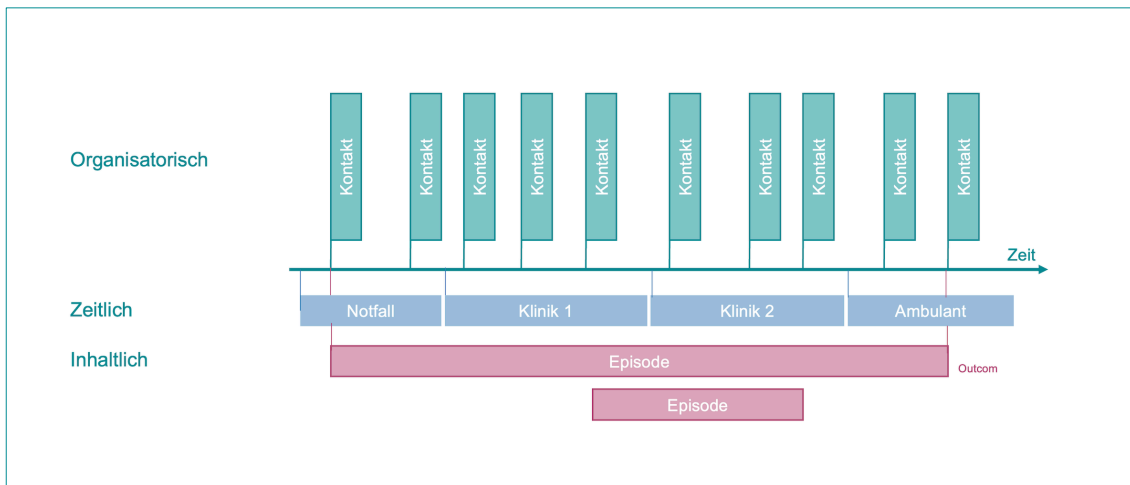 Organisatorisch
Kontakt
Kontakt
Kontakt
Kontakt
Kontakt
Kontakt
Kontakt
Kontakt
Kontakt
Kontakt
Zeit
Zeitlich
Notfall
Klinik 1
Klinik 2
Ambulant
Inhaltlich
Episode
Outcom
Episode